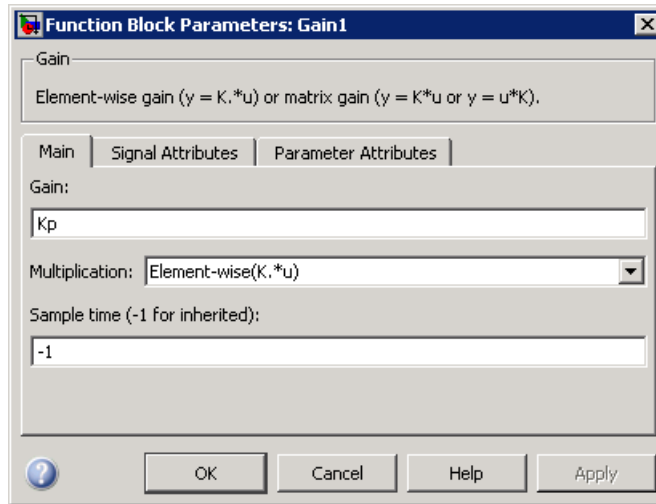 Function Block Parameters: Gain1
Gain
Element-wise gain (y = K.*u) or matrix gain (y = K*u or y = u*K).
Main Signal Attributes Parameter Attributes
Gain:
Kp
Multiplication: Element-wise(K.*u)
Sample time (-1 for inherited):
-1
? OK Cancel Help Apply